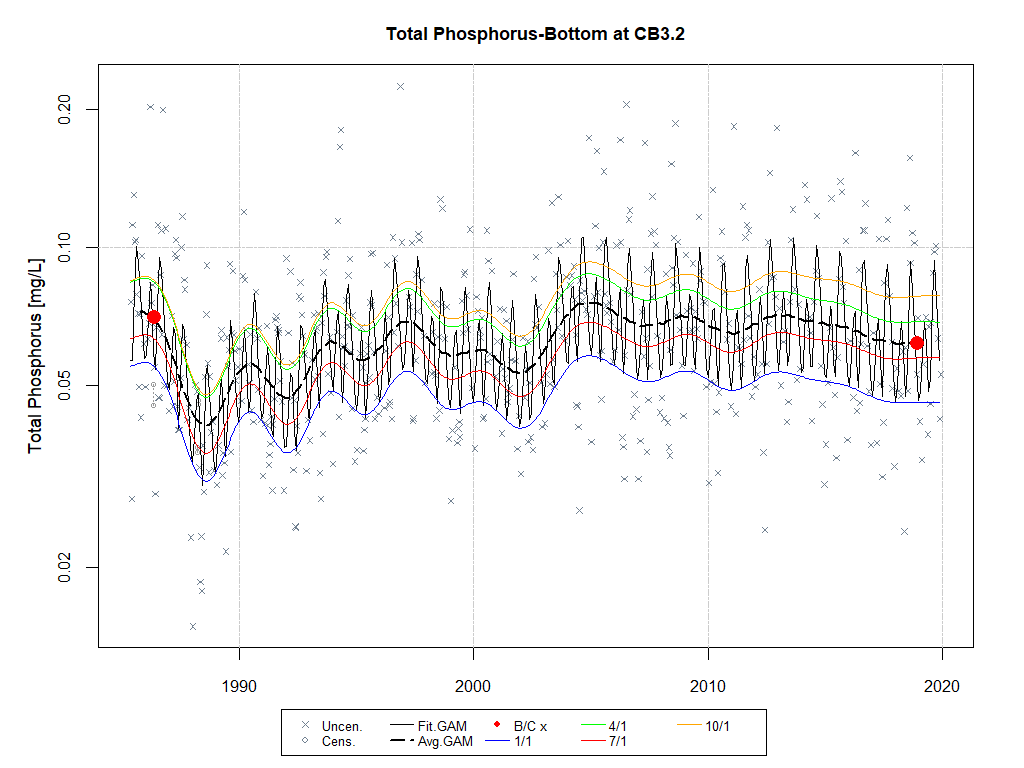 Total Phosphorus-Bottom at CB3.2
Total Phosphorus [mg/L]
0.20
0.10
0.05
0.02
1990 2000 2010 2020
Uncen. Fit.GAM B/C x 4/1 10/1
Cens. Avg.GAM 1/1 7/1